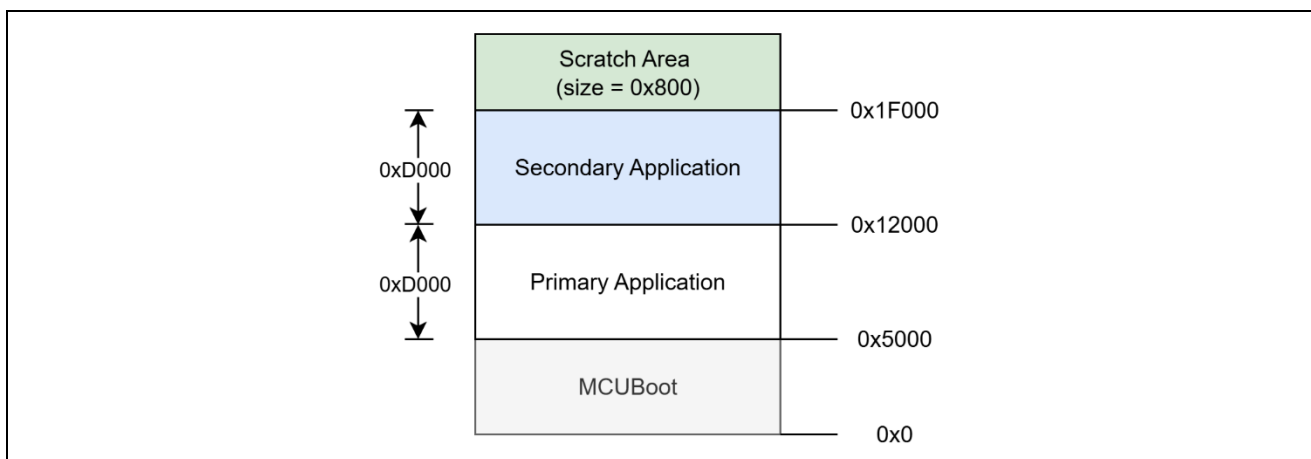 Scratch Area
(size = 0x800)
0x1F000
0xD000
Secondary Application
0x12000
0xD000
Primary Application
0x5000
MCUBoot
0x0